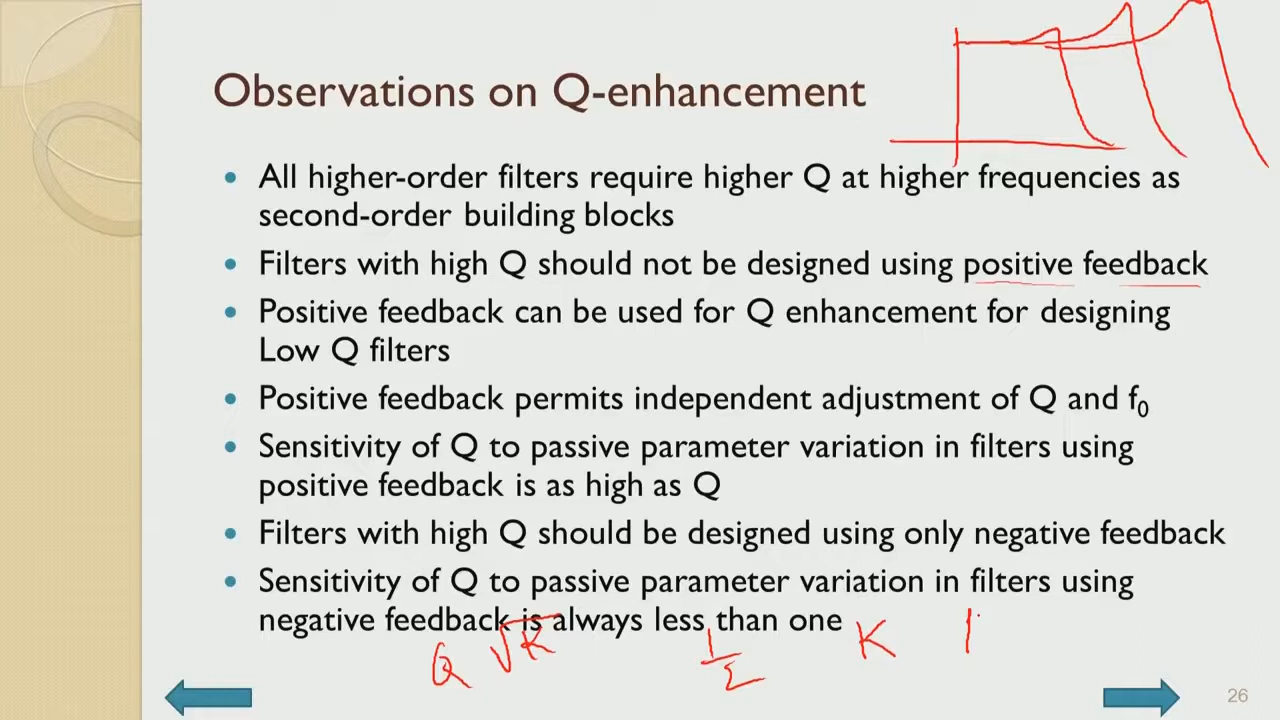 Observations on Q-enhancement
• All higher-order filters require higher Q at higher frequencies as
second-order building blocks
• Filters with high Q should not be designed using positive feedback
• Positive feedback can be used for Q enhancement for designing
Low Q filters
• Positive feedback permits independent adjustment of Q and f₀
• Sensitivity of Q to passive parameter variation in filters using
positive feedback is as high as Q
• Filters with high Q should be designed using only negative feedback
• Sensitivity of Q to passive parameter variation in filters using
negative feedback is always less than one
Q √K 1/2 K 1
26